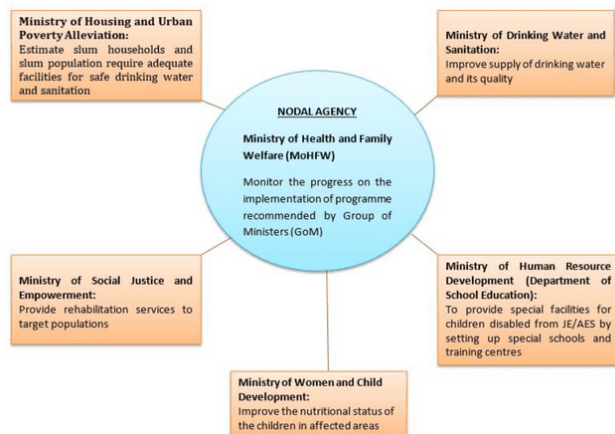 Ministry of Housing and Urban
Poverty Alleviation:
Estimate slum households and
slum population require adequate
facilities for safe drinking water
and sanitation
Ministry of Drinking Water and
Sanitation:
Improve supply of drinking water
and its quality
NODAL AGENCY
Ministry of Health and Family
Welfare (MoHFW)
Monitor the progress on the
implementation of programme
recommended by Group of
Ministers (GoM)
Ministry of Social Justice and
Empowerment:
Provide rehabilitation services to
target populations
Ministry of Human Resource
Development (Department of
School Education):
To provide special facilities for
children disabled from JE/AES by
setting up special schools and
training centres
Ministry of Women and Child
Development:
Improve the nutritional status of
the children in affected areas